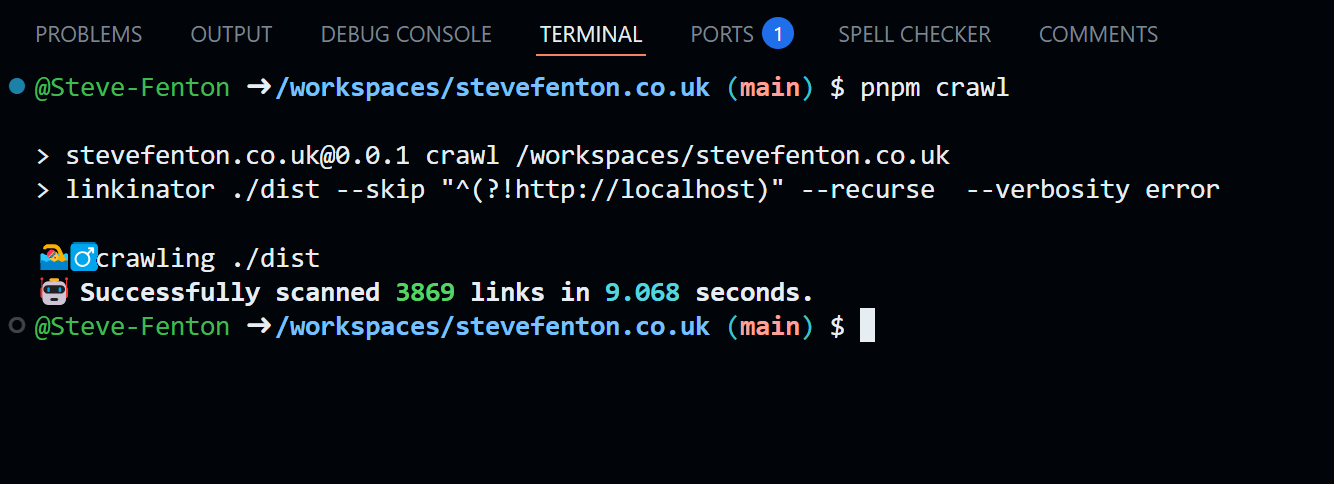 PROBLEMS OUTPUT DEBUG CONSOLE TERMINAL PORTS 1 SPELL CHECKER COMMENTS
@Steve-Fenton ➜/workspaces/stevefenton.co.uk (main) $ pnpm crawl
> stevefenton.co.uk@0.0.1 crawl /workspaces/stevefenton.co.uk
> linkinator ./dist --skip "^(?!http://localhost)" --recurse  --verbosity error
🏊♂crawling ./dist
🤖 Successfully scanned 3869 links in 9.068 seconds.
@Steve-Fenton ➜/workspaces/stevefenton.co.uk (main) $